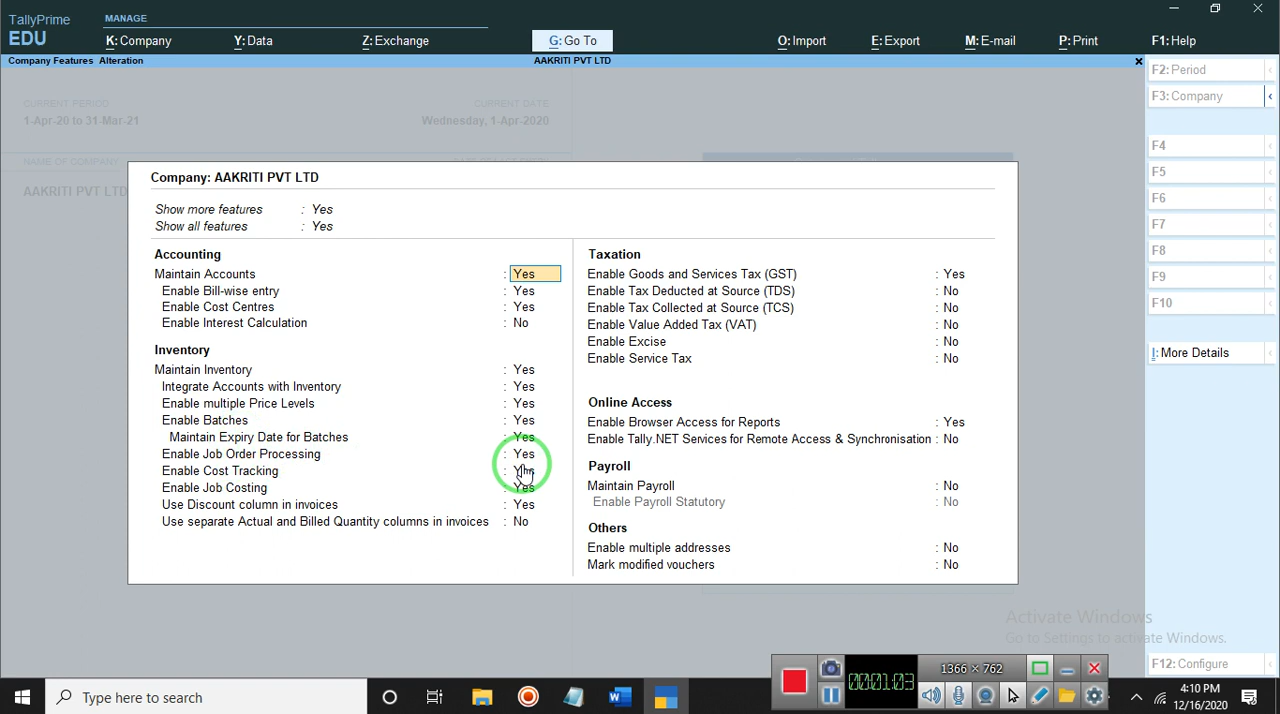 TallyPrime
EDU
MANAGE
K: Company
Y: Data
Z: Exchange
G: Go To
O: Import
E: Export
M: E-mail
P: Print
F1: Help
Company Features Alteration
AAKRITI PVT LTD
CURRENT PERIOD
1-Apr-20 to 31-Mar-21
CURRENT DATE
Wednesday, 1-Apr-2020
NAME OF COMPANY
AAKRITI PVT LTD
Company: AAKRITI PVT LTD
Show more features : Yes
Show all features : Yes
Accounting
Maintain Accounts : Yes
Enable Bill-wise entry : Yes
Enable Cost Centres : Yes
Enable Interest Calculation : No
Inventory
Maintain Inventory : Yes
Integrate Accounts with Inventory : Yes
Enable multiple Price Levels : Yes
Enable Batches : Yes
Maintain Expiry Date for Batches : Yes
Enable Job Order Processing : Yes
Enable Cost Tracking : Yes
Enable Job Costing : Yes
Use Discount column in invoices : Yes
Use separate Actual and Billed Quantity columns in invoices : No
Taxation
Enable Goods and Services Tax (GST) : Yes
Enable Tax Deducted at Source (TDS) : No
Enable Tax Collected at Source (TCS) : No
Enable Value Added Tax (VAT) : No
Enable Excise : No
Enable Service Tax : No
Online Access
Enable Browser Access for Reports : Yes
Enable Tally.NET Services for Remote Access & Synchronisation : No
Payroll
Maintain Payroll : No
Enable Payroll Statutory : No
Others
Enable multiple addresses : No
Mark modified vouchers : No
F2: Period
F3: Company
F4
F5
F6
F7
F8
F9
F10
I: More Details
F12: Configure
Activate Windows
Go to Settings to activate Windows.
1366 × 762
00:01:03
Type here to search
4:10 PM
12/16/2020